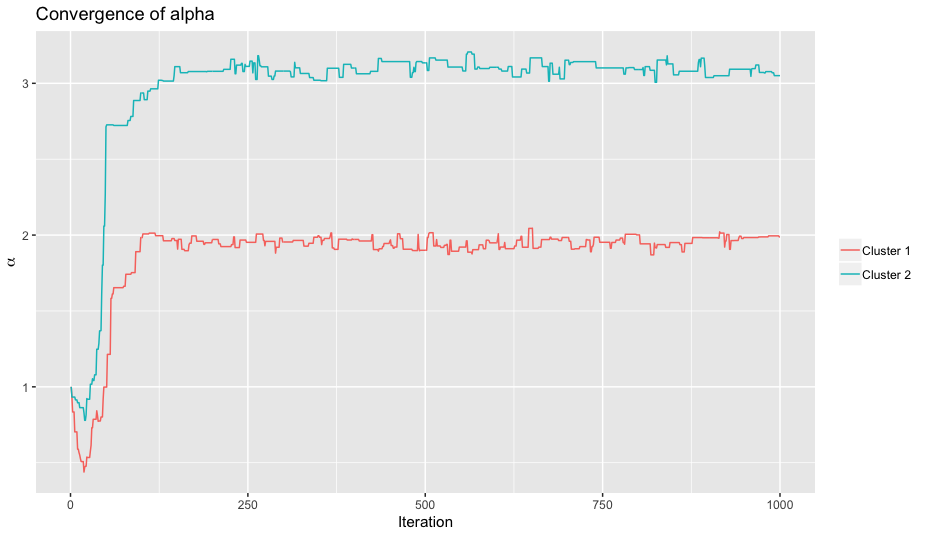 Convergence of alpha
3
2
1
α
0
250
500
750
1000
Iteration
Cluster 1
Cluster 2